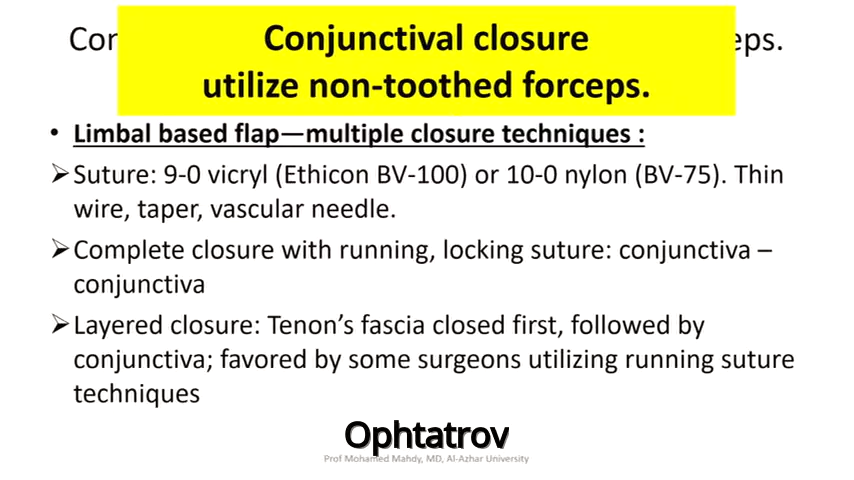 Conjunctival closure
utilize non-toothed forceps.
Con
eps.
• Limbal based flap—multiple closure techniques :
➢Suture: 9-0 vicryl (Ethicon BV-100) or 10-0 nylon (BV-75). Thin
wire, taper, vascular needle.
➢Complete closure with running, locking suture: conjunctiva –
conjunctiva
➢Layered closure: Tenon’s fascia closed first, followed by
conjunctiva; favored by some surgeons utilizing running suture
techniques
Ophtatrov
Prof Mohamed Mahdy, MD, Al-Azhar University